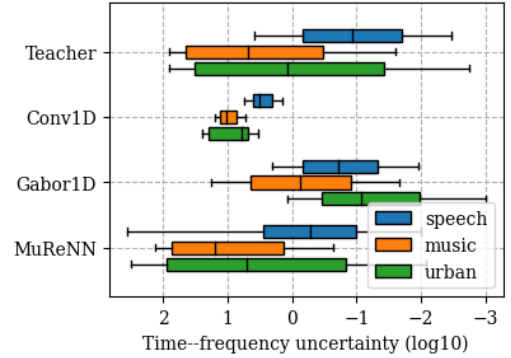 Teacher
Conv1D
Gabor1D
MuReNN
speech
music
urban
2 1 0 −1 −2 −3
Time--frequency uncertainty (log10)